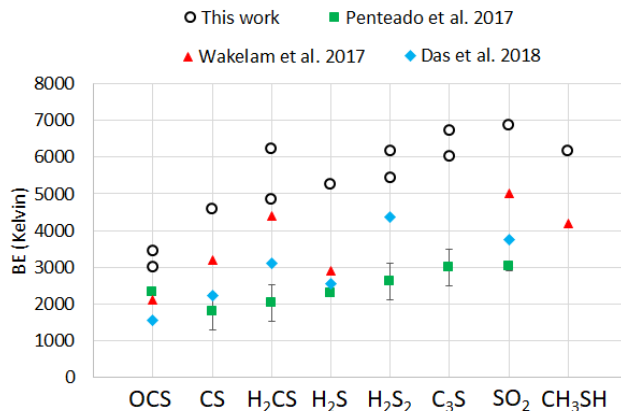 This work
Penteado et al. 2017
Wakelam et al. 2017
Das et al. 2018
8000
7000
6000
5000
4000
3000
2000
1000
0
BE (Kelvin)
OCS CS H₂CS H₂S H₂S₂ C₃S SO₂ CH₃SH